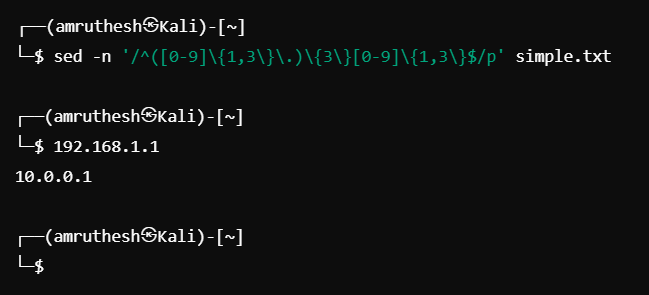 ┌──(amruthesh㉿Kali)-[~]
└─$ sed -n '/^([0-9]\{1,3\}\.)\{3\}[0-9]\{1,3\}$/p' simple.txt
┌──(amruthesh㉿Kali)-[~]
└─$ 192.168.1.1
10.0.0.1
┌──(amruthesh㉿Kali)-[~]
└─$